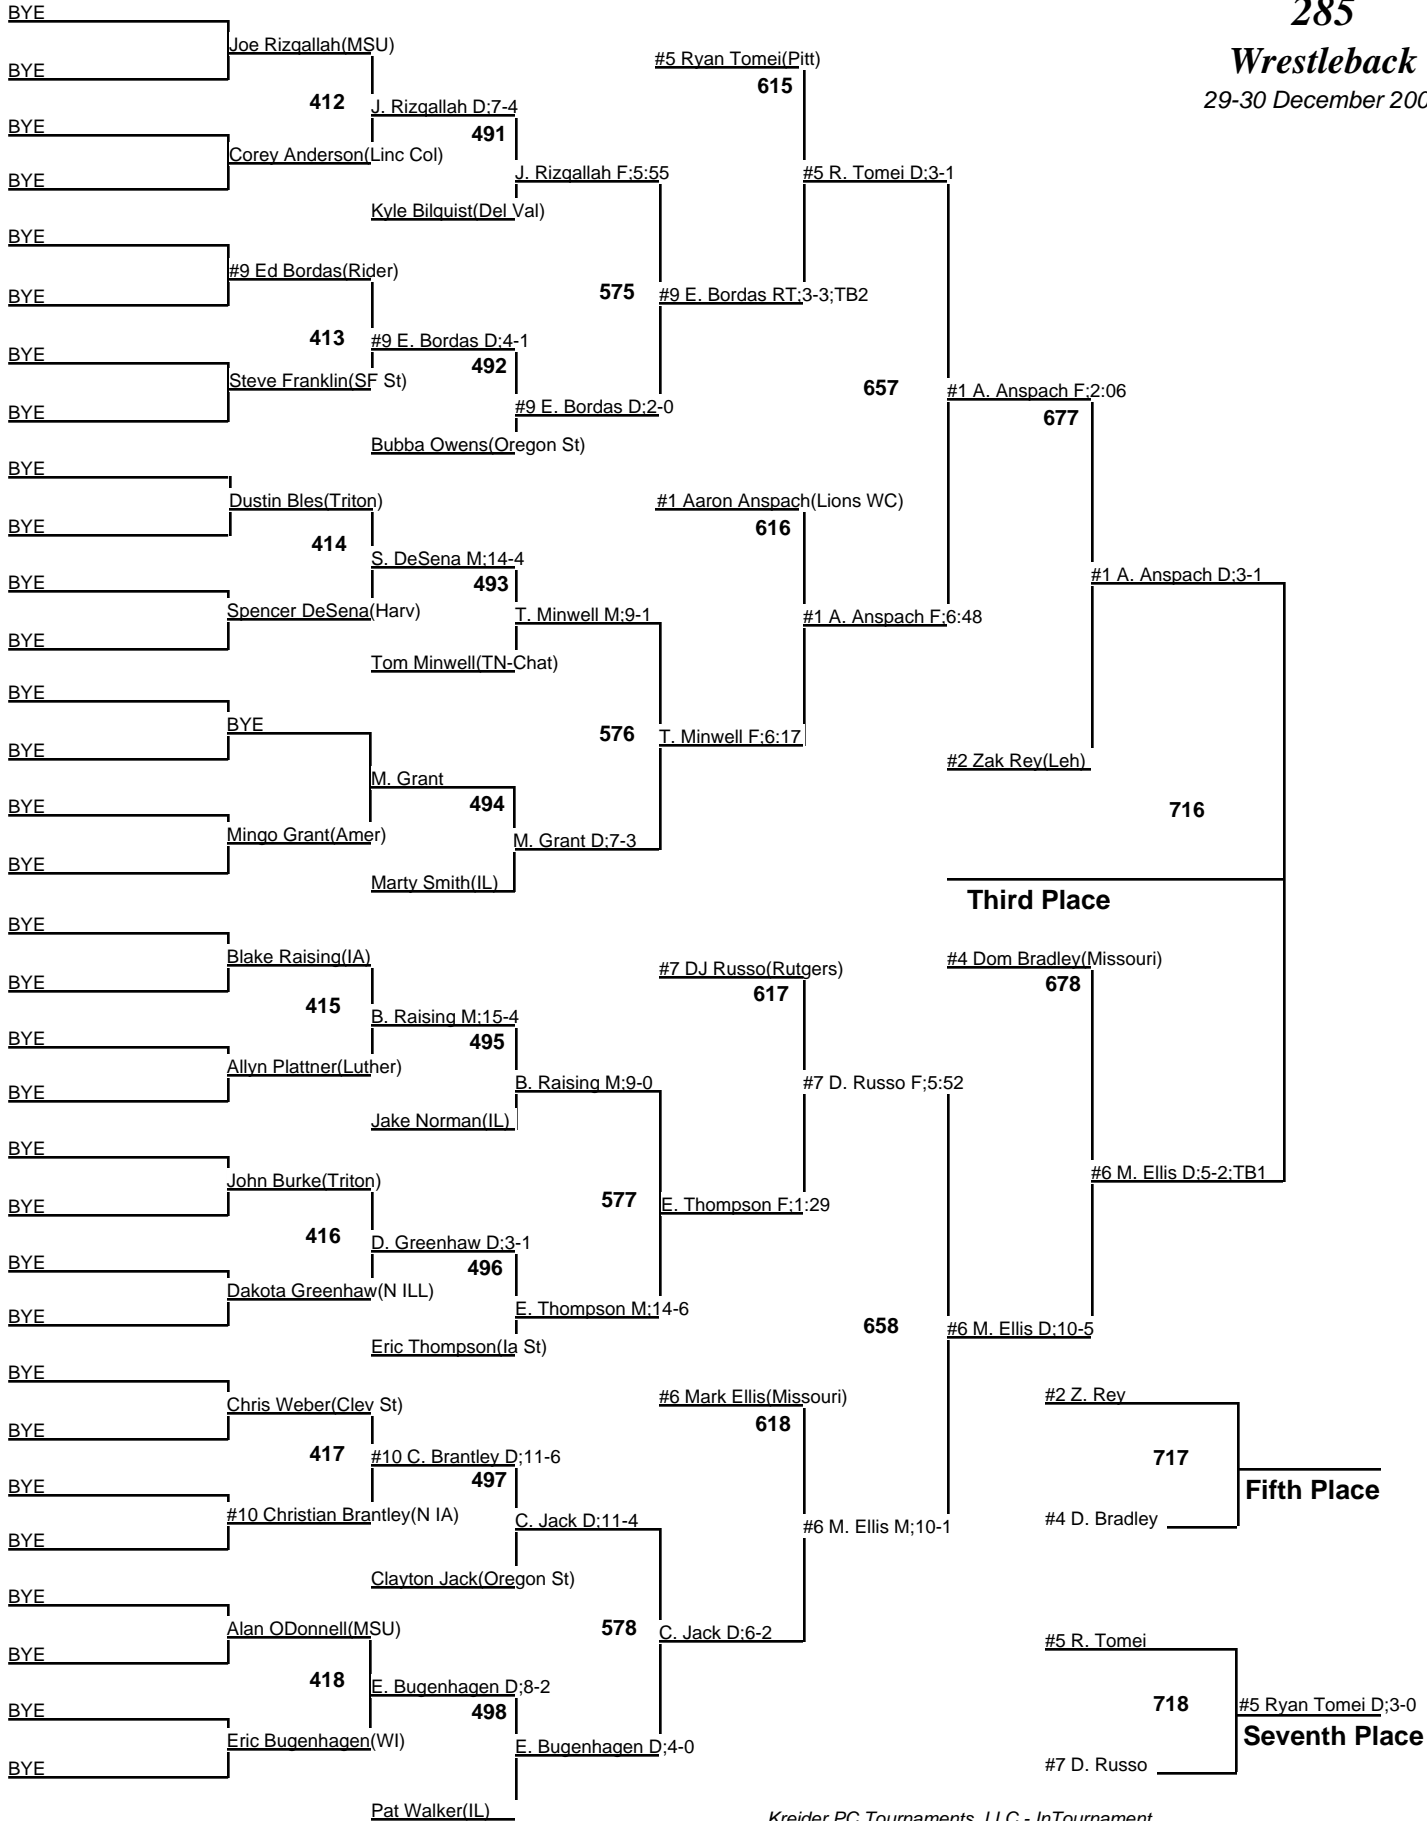 285
Wrestleback
29-30 December 200
BYE
Joe Rizqallah(MSU)
BYE
412
J. Rizqallah D;7-4
491
BYE
Corey Anderson(Linc Col)
BYE
J. Rizqallah F;5:55
Kyle Bilquist(Del Val)
#5 Ryan Tomei(Pitt)
615
#5 R. Tomei D;3-1
BYE
#9 Ed Bordas(Rider)
BYE
575
#9 E. Bordas RT;3-3;TB2
413
#9 E. Bordas D;4-1
492
BYE
Steve Franklin(SF St)
BYE
#9 E. Bordas D;2-0
Bubba Owens(Oregon St)
657
#1 A. Anspach F;2:06
677
BYE
Dustin Bles(Triton)
BYE
#1 Aaron Anspach(Lions WC)
616
414
S. DeSena M;14-4
493
BYE
Spencer DeSena(Harv)
BYE
T. Minwell M;9-1
Tom Minwell(TN-Chat)
#1 A. Anspach F;6:48
#1 A. Anspach D;3-1
BYE
BYE
BYE
576
T. Minwell F;6:17
M. Grant
494
BYE
Mingo Grant(Amer)
BYE
M. Grant D;7-3
Marty Smith(IL)
#2 Zak Rey(Leh)
716
Third Place
BYE
Blake Raising(IA)
BYE
#7 DJ Russo(Rutgers)
617
#4 Dom Bradley(Missouri)
678
415
B. Raising M;15-4
495
BYE
Allyn Plattner(Luther)
BYE
B. Raising M;9-0
Jake Norman(IL)
#7 D. Russo F;5:52
BYE
John Burke(Triton)
BYE
577
E. Thompson F;1:29
#6 M. Ellis D;5-2;TB1
416
D. Greenhaw D;3-1
496
BYE
Dakota Greenhaw(N ILL)
BYE
E. Thompson M;14-6
Eric Thompson(Ia St)
658
#6 M. Ellis D;10-5
BYE
Chris Weber(Clev St)
BYE
#6 Mark Ellis(Missouri)
618
#2 Z. Rey
417
#10 C. Brantley D;11-6
497
717
Fifth Place
BYE
#10 Christian Brantley(N IA)
BYE
C. Jack D;11-4
Clayton Jack(Oregon St)
#6 M. Ellis M;10-1
#4 D. Bradley
BYE
Alan ODonnell(MSU)
BYE
578
C. Jack D;6-2
#5 R. Tomei
418
E. Bugenhagen D;8-2
498
718
#5 Ryan Tomei D;3-0
Seventh Place
BYE
Eric Bugenhagen(WI)
BYE
E. Bugenhagen D;4-0
#7 D. Russo
Pat Walker(IL)
Kreider PC Tournaments, LLC - InTournament